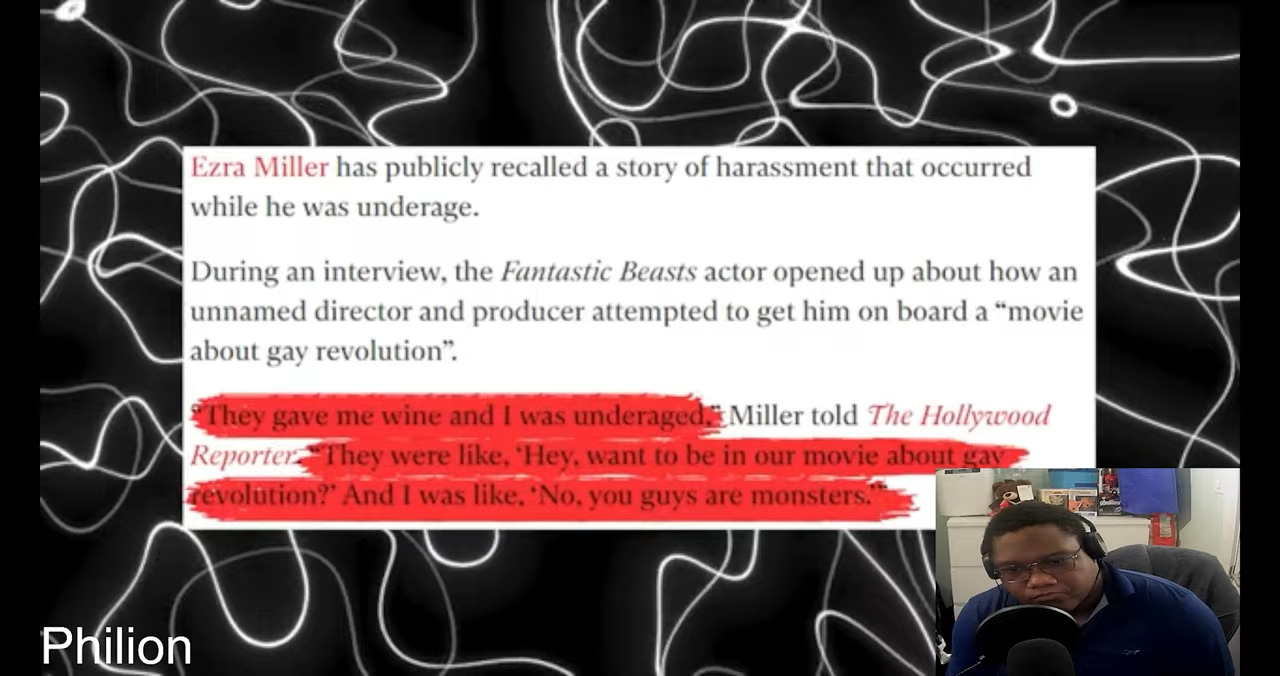 Ezra Miller has publicly recalled a story of harassment that occurred
while he was underage.
During an interview, the Fantastic Beasts actor opened up about how an
unnamed director and producer attempted to get him on board a “movie
about gay revolution”.
“They gave me wine and I was underaged,” Miller told The Hollywood
Reporter. “They were like, ‘Hey, want to be in our movie about gay
revolution?’ And I was like, ‘No, you guys are monsters.’”
Philion